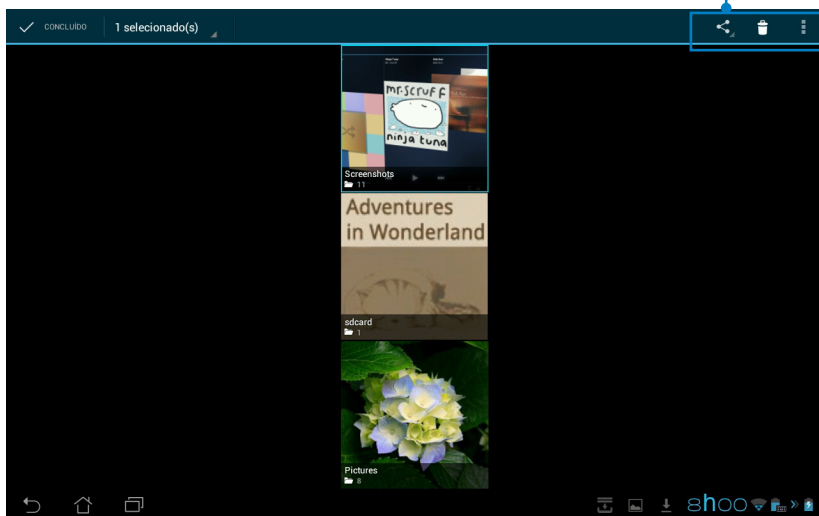 CONCLUÍDO
1 selecionado(s)
mr.scruff
ninja tuna
Screenshots
11
Adventures
in Wonderland
sdcard
1
Pictures
8
8h00